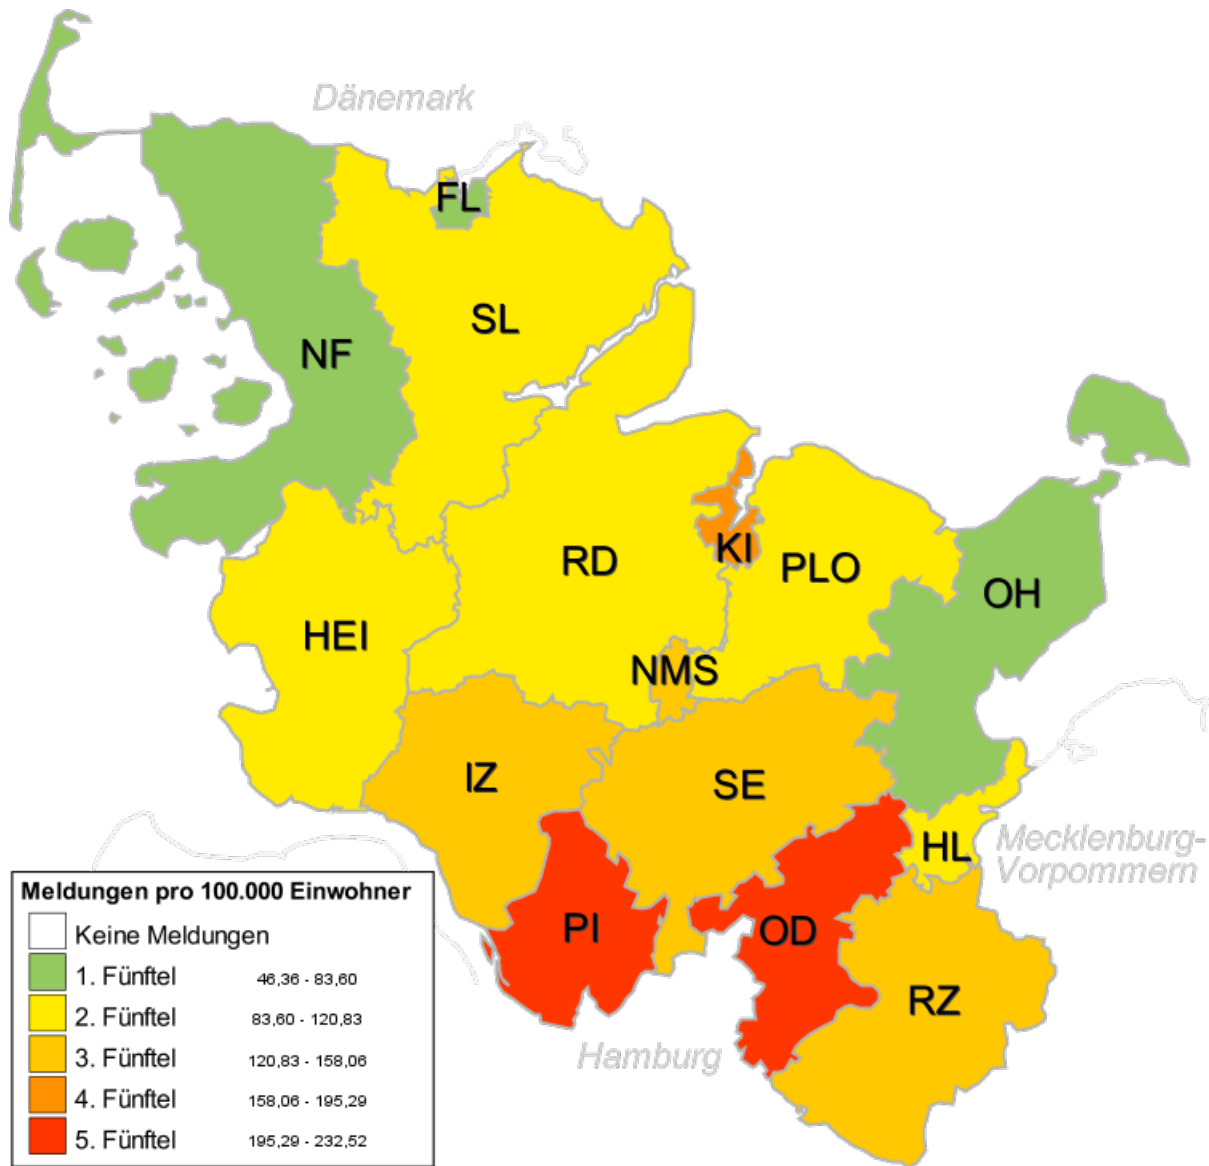 Dänemark
FL
SL
NF
KI
RD
PLO
OH
HEI
NMS
IZ
SE
HL
Mecklenburg-
Vorpommern
PI
OD
RZ
Hamburg
Meldungen pro 100.000 Einwohner
Keine Meldungen
1. Fünftel 46,36 - 83,60
2. Fünftel 83,60 - 120,83
3. Fünftel 120,83 - 158,06
4. Fünftel 158,06 - 195,29
5. Fünftel 195,29 - 232,52